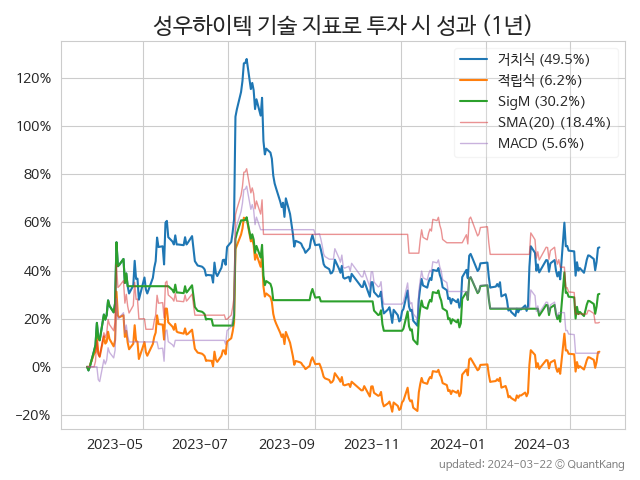 성우하이텍 기술 지표로 투자 시 성과 (1년)
거치식 (49.5%)
적립식 (6.2%)
SigM (30.2%)
SMA(20) (18.4%)
MACD (5.6%)
120%
100%
80%
60%
40%
20%
0%
−20%
2023-05 2023-07 2023-09 2023-11 2024-01 2024-03
updated: 2024-03-22 © QuantKang